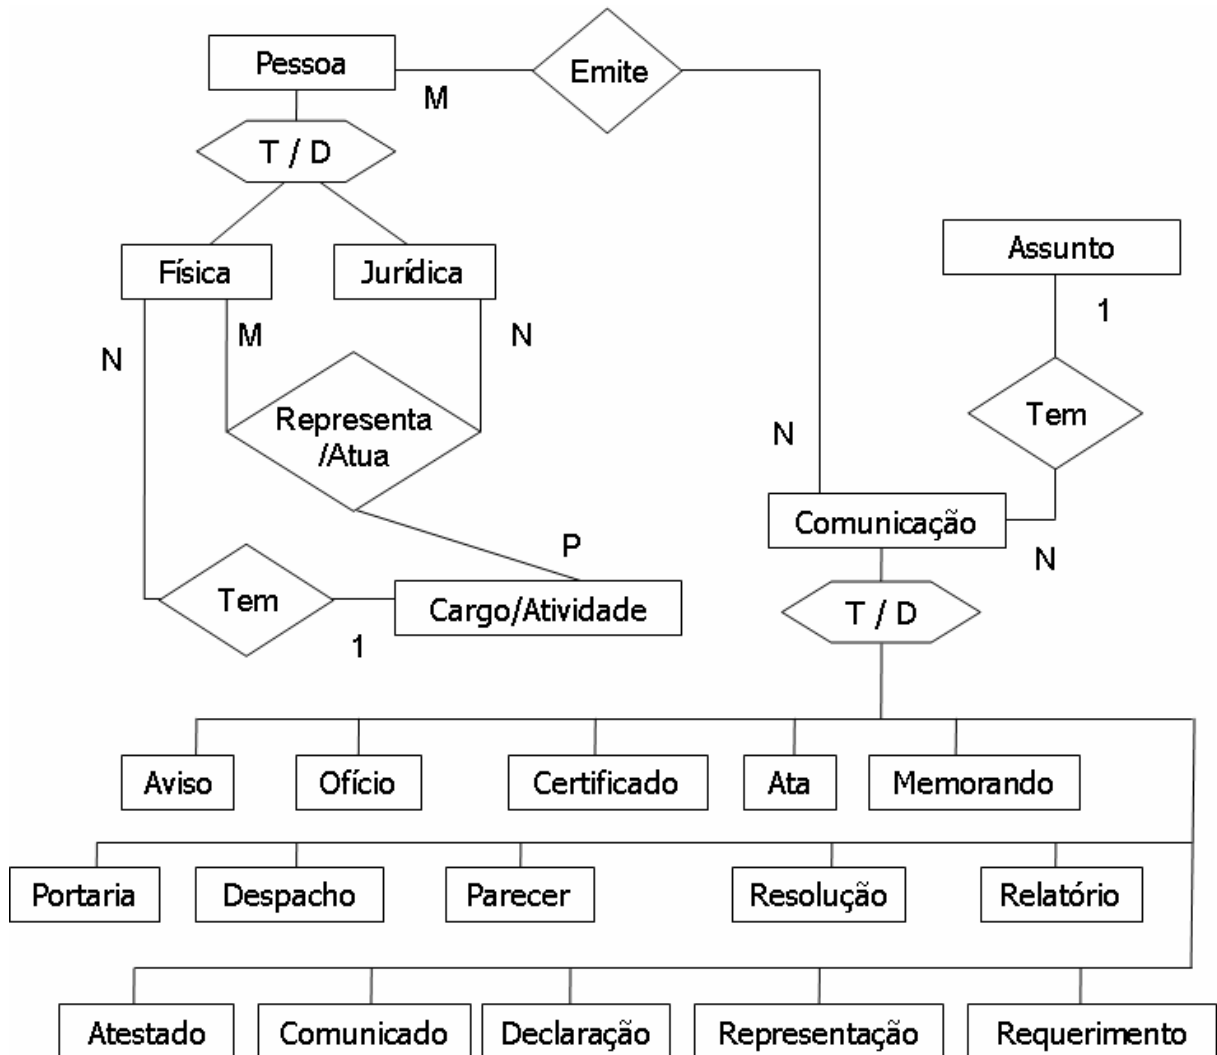 Pessoa
Emite
M
T / D
Física
Jurídica
Assunto
N
M
N
1
Representa
/Atua
Tem
N
Comunicação
P
N
Tem
Cargo/Atividade
1
T / D
Aviso
Ofício
Certificado
Ata
Memorando
Portaria
Despacho
Parecer
Resolução
Relatório
Atestado
Comunicado
Declaração
Representação
Requerimento